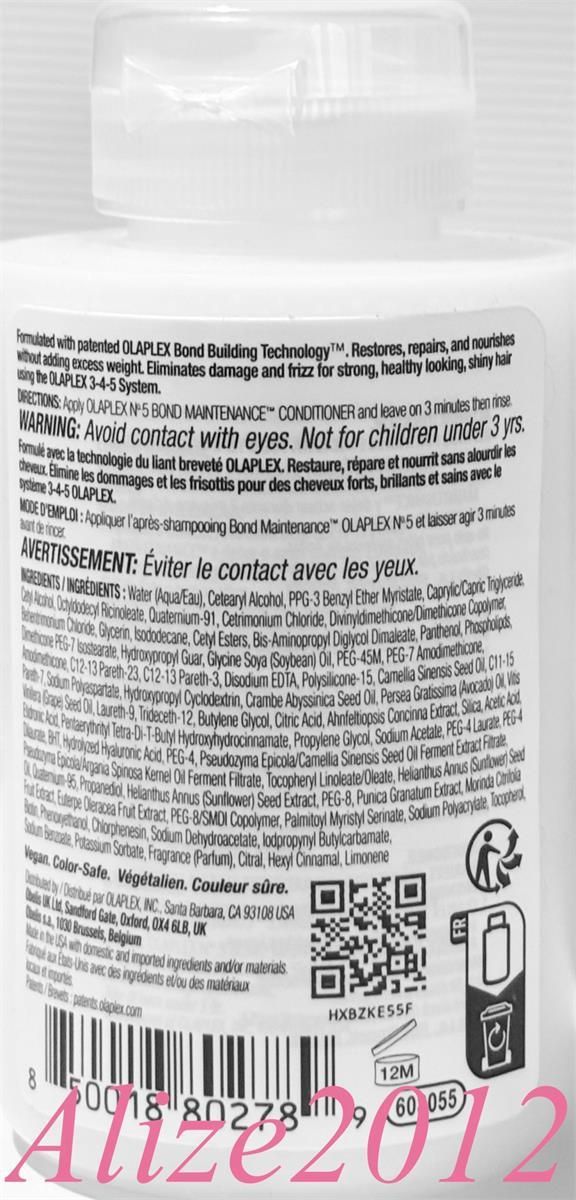 Formulated with patented OLAPLEX Bond Building Technology™. Restores, repairs, and nourishes
without adding excess weight. Eliminates damage and frizz for strong, healthy looking, shiny hair
using the OLAPLEX 3-4-5 System.
DIRECTIONS: Apply OLAPLEX Nº5 BOND MAINTENANCE™ CONDITIONER and leave on 3 minutes then rinse.
WARNING: Avoid contact with eyes. Not for children under 3 yrs.
Formulé avec la technologie du liant breveté OLAPLEX. Restaure, répare et nourrit sans alourdir les
cheveux. Élimine les dommages et les frisottis pour des cheveux forts, brillants et sains avec le
système 3-4-5 OLAPLEX.
MODE D'EMPLOI : Appliquer l'après-shampooing Bond Maintenance™ OLAPLEX Nº5 et laisser agir 3 minutes
avant de rincer.
AVERTISSEMENT: Éviter le contact avec les yeux.
INGREDIENTS / INGRÉDIENTS : Water (Aqua/Eau), Cetearyl Alcohol, PPG-3 Benzyl Ether Myristate, Caprylic/Capric Triglyceride,
Cetyl Alcohol, Octyldodecyl Ricinoleate, Quaternium-91, Cetrimonium Chloride, Divinyldimethicone/Dimethicone Copolymer,
Behentrimonium Chloride, Glycerin, Isododecane, Cetyl Esters, Bis-Aminopropyl Diglycol Dimaleate, Panthenol, Phospholipids,
Dimethicone PEG-7 Isostearate, Hydroxypropyl Guar, Glycine Soya (Soybean) Oil, PEG-45M, PEG-7 Amodimethicone,
Amodimethicone, C12-13 Pareth-23, C12-13 Pareth-3, Disodium EDTA, Polysilicone-15, Camellia Sinensis Seed Oil, C11-15
Pareth-7, Sodium Polyaspartate, Hydroxypropyl Cyclodextrin, Crambe Abyssinica Seed Oil, Persea Gratissima (Avocado) Oil, Vitis
Vinifera (Grape) Seed Oil, Laureth-9, Trideceth-12, Butylene Glycol, Citric Acid, Ahnfeltiopsis Concinna Extract, Silica, Acetic Acid,
Etidronic Acid, Pentaerythrityl Tetra-Di-T-Butyl Hydroxyhydrocinnamate, Propylene Glycol, Sodium Acetate, PEG-4 Laurate, PEG-4
Dilaurate, BHT, Hydrolyzed Hyaluronic Acid, PEG-4, Pseudozyma Epicola/Camellia Sinensis Seed Oil Ferment Extract Filtrate,
Pseudozyma Epicola/Argania Spinosa Kernel Oil Ferment Filtrate, Tocopheryl Linoleate/Oleate, Helianthus Annus (Sunflower) Seed
Oil, Quaternium-95, Propanediol, Helianthus Annus (Sunflower) Seed Extract, PEG-8, Punica Granatum Extract, Morinda Citrifolia
Fruit Extract, Euterpe Oleracea Fruit Extract, PEG-8/SMDI Copolymer, Palmitoyl Myristyl Serinate, Sodium Polyacrylate, Tocopherol,
Biotin, Phenoxyethanol, Chlorphenesin, Sodium Dehydroacetate, Iodpropynyl Butylcarbamate,
Sodium Benzoate, Potassium Sorbate, Fragrance (Parfum), Citral, Hexyl Cinnamal, Limonene
Vegan. Color-Safe. Végétalien. Couleur sûre.
Distributed by / Distribué par OLAPLEX, INC., Santa Barbara, CA 93108 USA
Obelis UK Ltd, Sandford Gate, Oxford, OX4 6LB, UK
Obelis s.a., 1030 Brussels, Belgium
Made in the USA with domestic and imported ingredients and/or materials.
Fabriqué aux États-Unis avec des ingrédients et/ou des matériaux
locaux et importés.
Patents / Brevets : patents.olaplex.com
HXBZKE55F
FR
12M
8 50018 80278 9
60 055
Alize2012